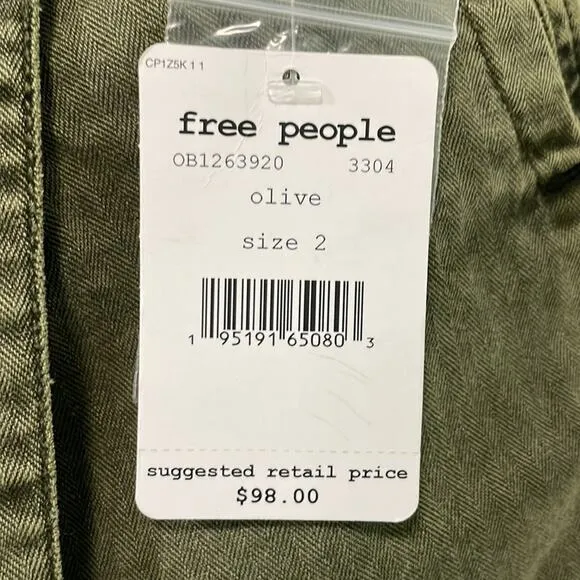 CP1Z5K 1 1
free people
OB1263920 3304
olive
size 2
1 95191 65080 3
suggested retail price
$98.00